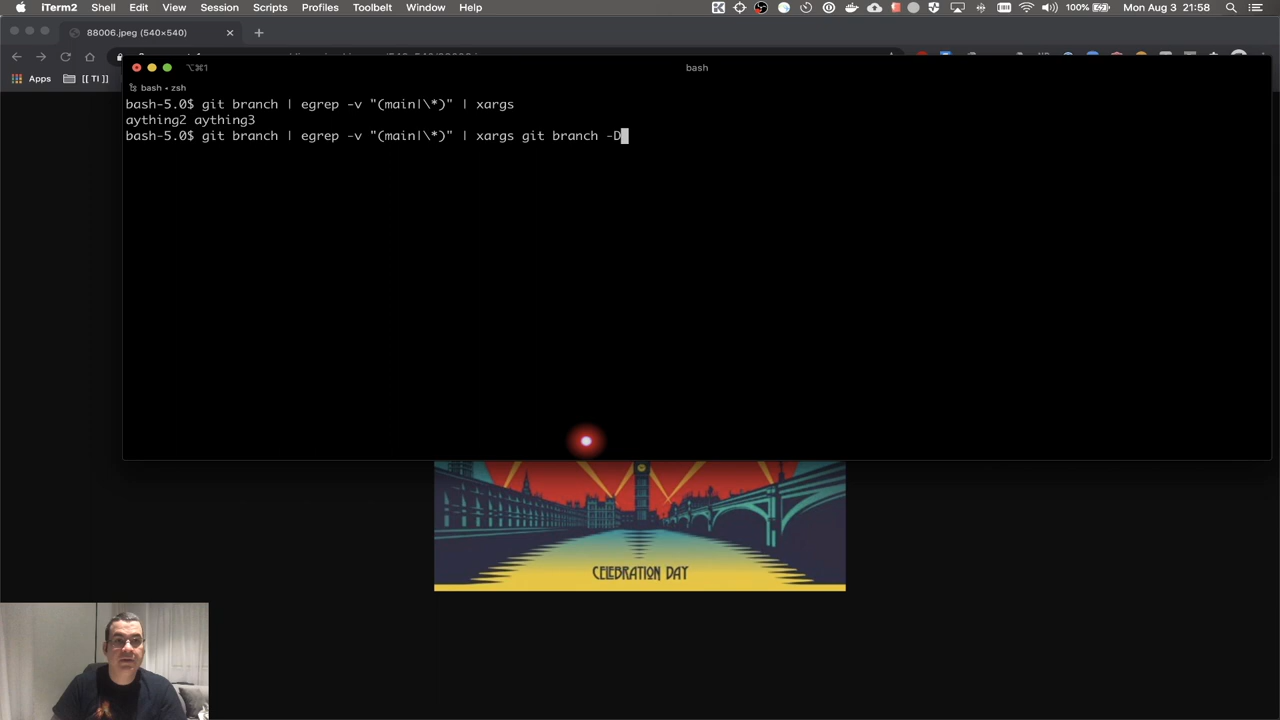 iTerm2 Shell Edit View Session Scripts Profiles Toolbelt Window Help 100% Mon Aug 3 21:58
88006.jpeg (540×540)
Apps [[ TI ]]
⌥⌘1 bash
bash • zsh
bash-5.0$ git branch | egrep -v "(main|\*)" | xargs
aything2 aything3
bash-5.0$ git branch | egrep -v "(main|\*)" | xargs git branch -D
CELEBRATION DAY